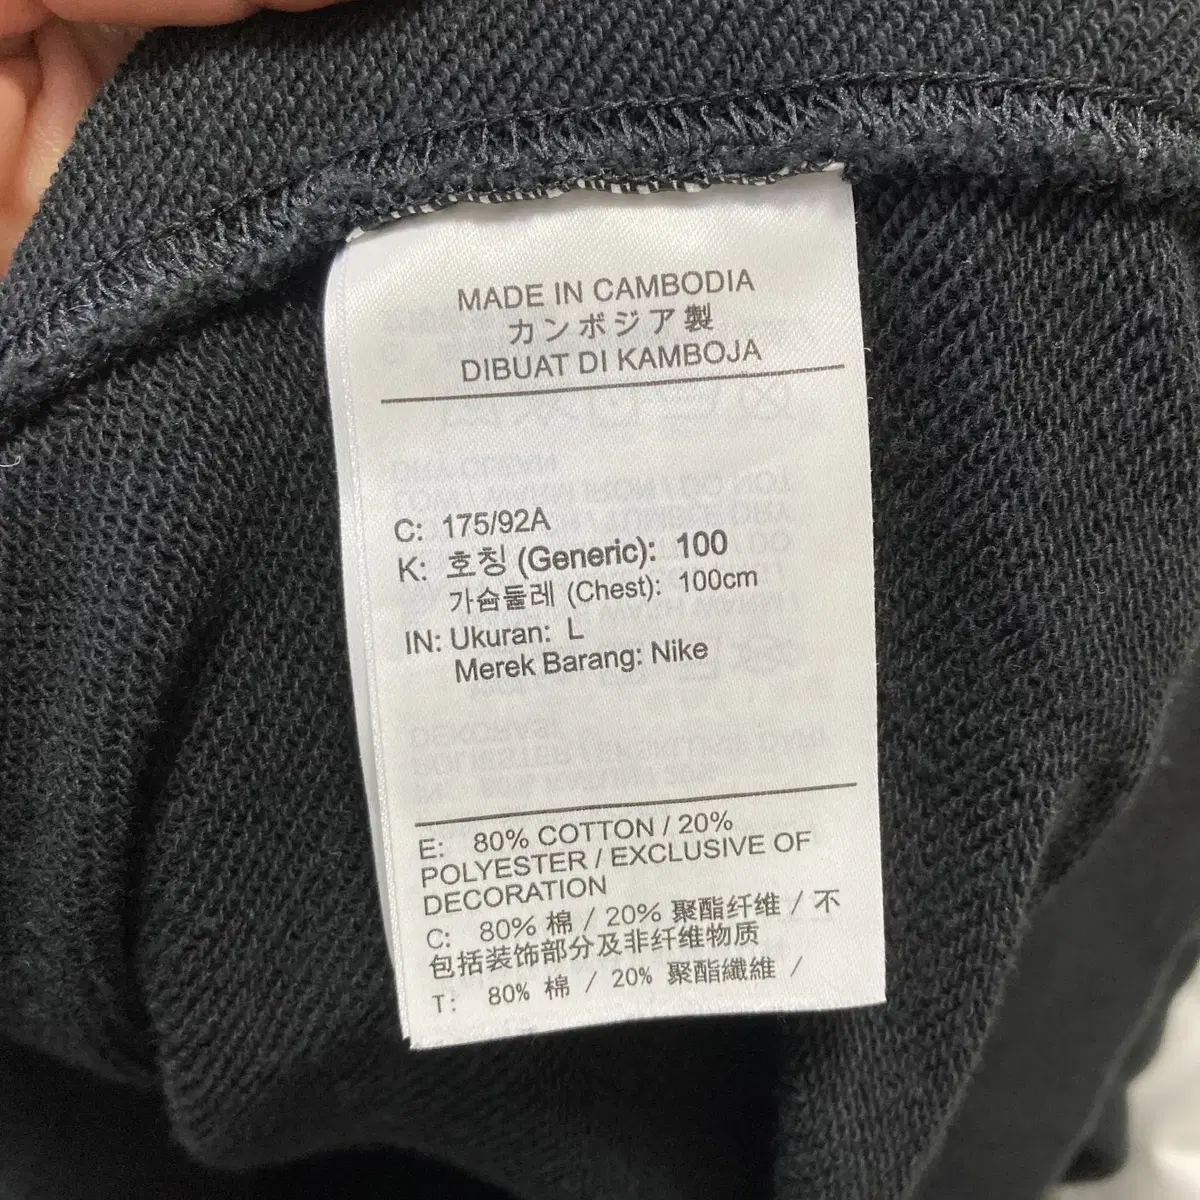 MADE IN CAMBODIA
カンボジア製
DIBUAT DI KAMBOJA
C: 175/92A
K: 호칭 (Generic): 100
가슴둘레 (Chest): 100cm
IN: Ukuran: L
Merek Barang: Nike
E: 80% COTTON / 20%
POLYESTER / EXCLUSIVE OF
DECORATION
C: 80% 棉 / 20% 聚酯纤维 / 不
包括装饰部分及非纤维物质
T: 80% 棉 / 20% 聚酯纖維 /